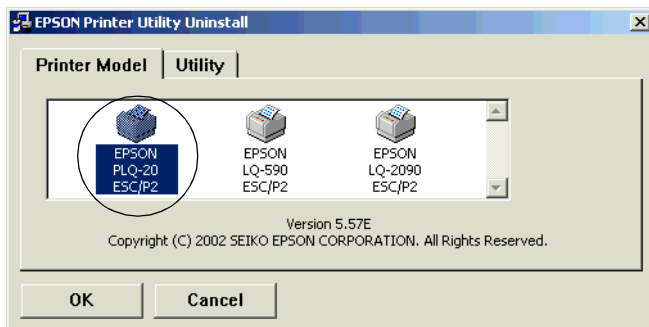 EPSON Printer Utility Uninstall
Printer Model Utility
EPSON
PLQ-20
ESC/P2
EPSON
LQ-590
ESC/P2
EPSON
LQ-2090
ESC/P2
Version 5.57E
Copyright (C) 2002 SEIKO EPSON CORPORATION. All Rights Reserved.
OK Cancel